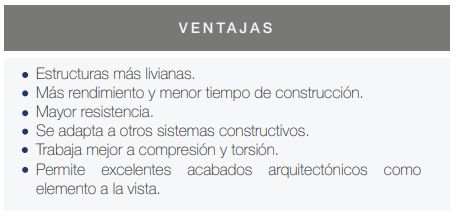 VENTAJAS
• Estructuras más livianas.
• Más rendimiento y menor tiempo de construcción.
• Mayor resistencia.
• Se adapta a otros sistemas constructivos.
• Trabaja mejor a compresión y torsión.
• Permite excelentes acabados arquitectónicos como
elemento a la vista.